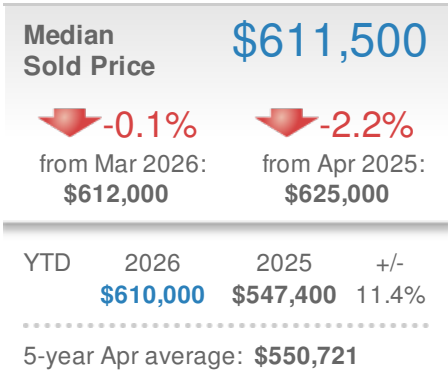 Median $611,500
Sold Price
-0.1% -2.2%
from Mar 2026: from Apr 2025:
$612,000 $625,000
YTD 2026 2025 +/-
$610,000 $547,400 11.4%
5-year Apr average: $550,721